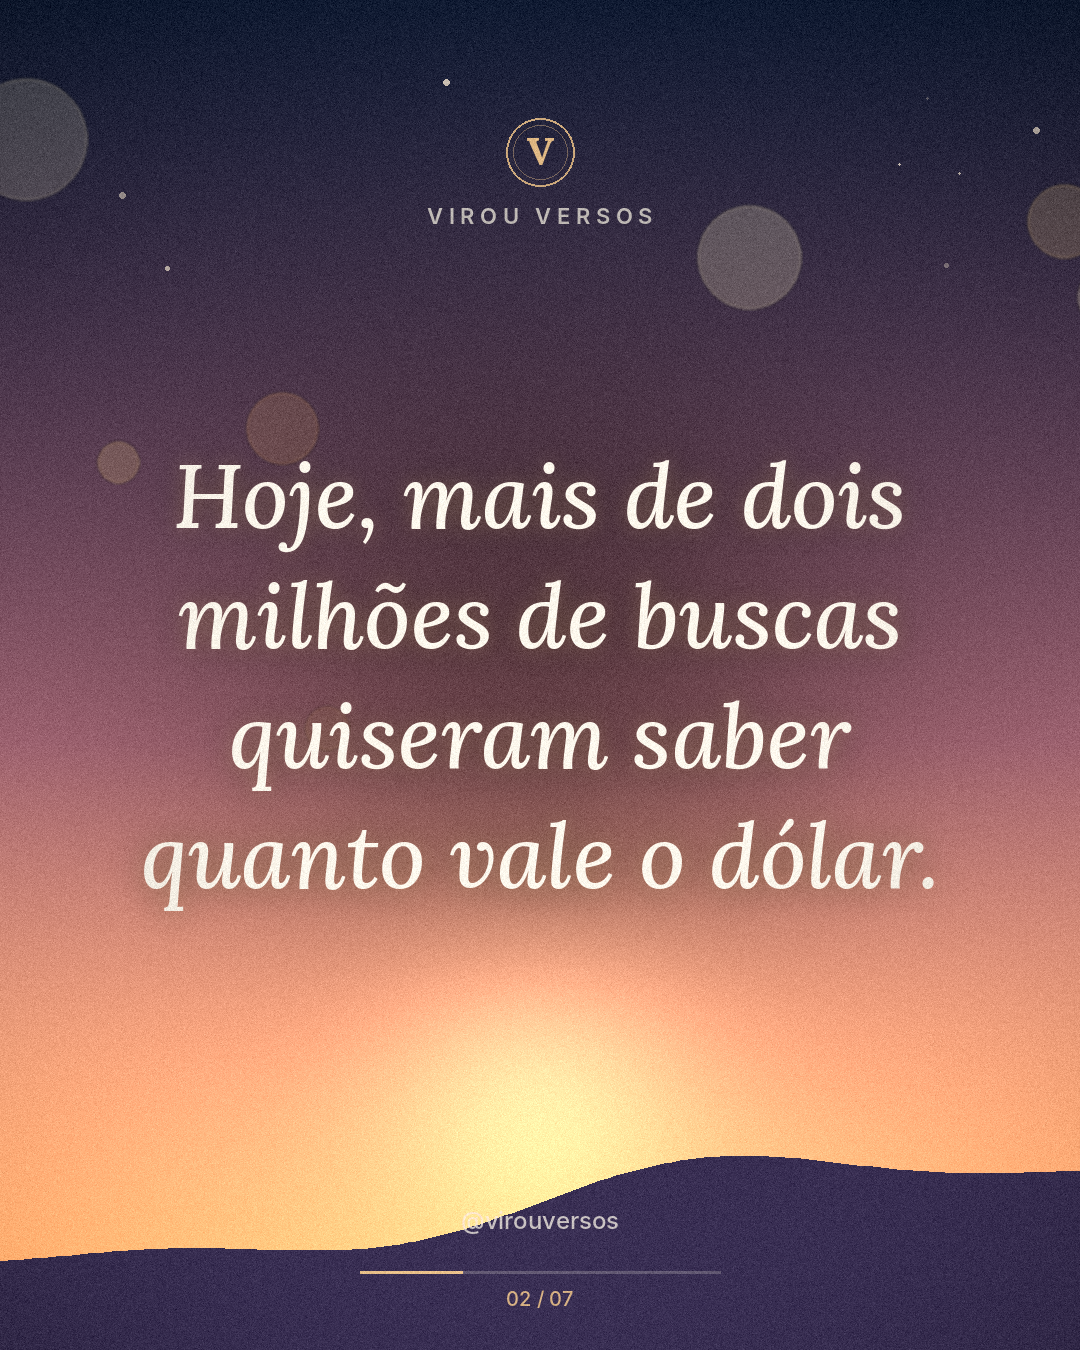 V
VIROU VERSOS
Hoje, mais de dois
milhões de buscas
quiseram saber
quanto vale o dólar.
@virouversos
02 / 07